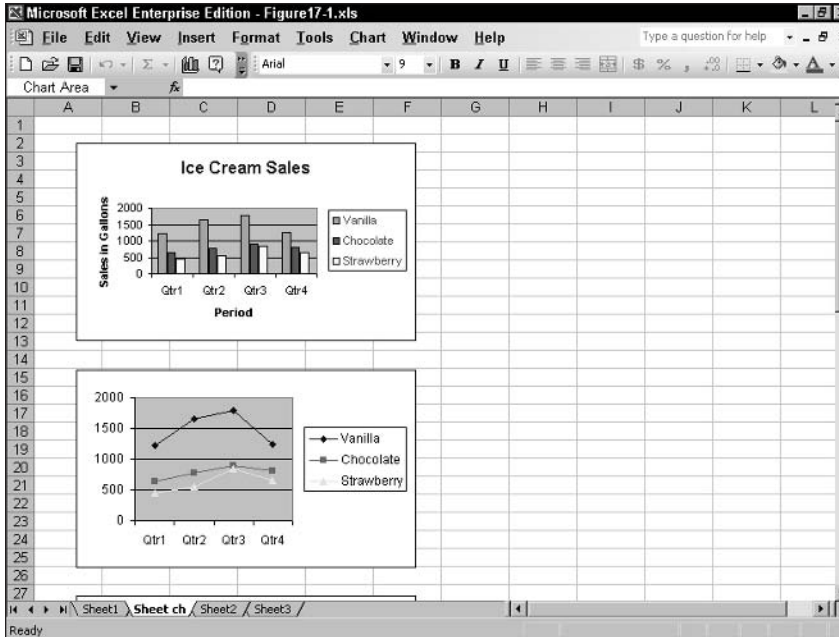 Microsoft Excel Enterprise Edition - Figure17-1.xls
File Edit View Insert Format Tools Chart Window Help Type a question for help
Arial 9 B I U $ % ,
Chart Area fx
A B C D E F G H I J K L
1
2
3
4
5
6
7
8
9
10
11
12
13
14
15
16
17
18
19
20
21
22
23
24
25
26
27
Ice Cream Sales
Sales in Gallons
2000
1500
1000
500
0
Qtr1 Qtr2 Qtr3 Qtr4
Period
Vanilla
Chocolate
Strawberry
2000
1500
1000
500
0
Qtr1 Qtr2 Qtr3 Qtr4
Vanilla
Chocolate
Strawberry
Sheet1 Sheet ch Sheet2 Sheet3
Ready